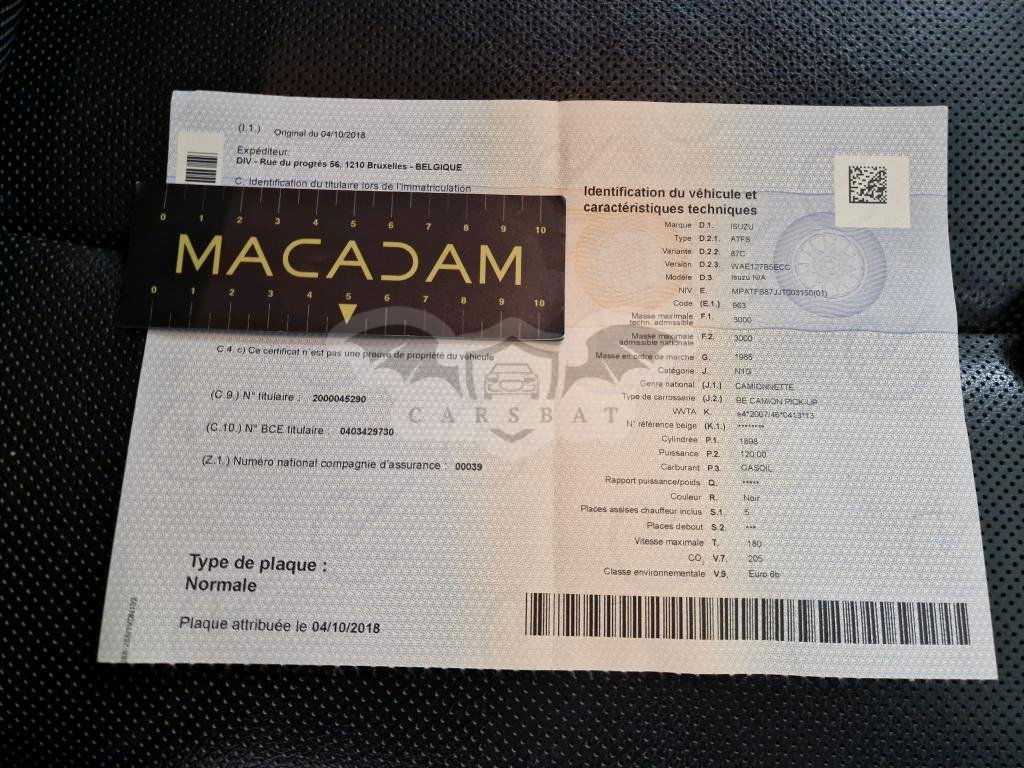 (I.1.) Original du 04/10/2018
Expéditeur:
DIV - Rue du progrès 56, 1210 Bruxelles - BELGIQUE
C. Identification du titulaire lors de l'immatriculation
0 1 2 3 4 5 6 7 8 9 10
MACADAM
0 1 2 3 4 5 6 7 8 9 10
C 4. c) Ce certificat n'est pas une preuve de propriété du véhicule
(C.9.) N° titulaire : 2000045290
(C.10.) N° BCE titulaire : 0403429730
(Z.1.) Numéro national compagnie d'assurance : 00039
Type de plaque :
Normale
Plaque attribuée le 04/10/2018
Identification du véhicule et
caractéristiques techniques
Marque D.1. ISUZU
Type D.2.1. ATFS
Variante D.2.2. 87C
Version D.2.3. WAE127B5ECC
Modèle D.3. Isuzu N/A
NIV E. MPATFS87JJT003150(01)
Code (E.1.) 963
Masse maximale
techn. admissible F.1. 3000
Masse maximale
admissible nationale F.2. 3000
Masse en ordre de marche G. 1985
Catégorie J. N1G
Genre national (J.1.) CAMIONNETTE
Type de carrosserie (J.2.) BE CAMION PICK-UP
WVTA K. e4*2007/46*0413*13
N° référence belge (K.1.) ********
Cylindrée P.1. 1898
Puissance P.2. 120.00
Carburant P.3. GASOIL
Rapport puissance/poids Q. *****
Couleur R. Noir
Places assises chauffeur inclus S.1. 5
Places debout S.2. ***
Vitesse maximale T. 180
CO2 V.7. 205
Classe environnementale V.9. Euro 6b
CARSBAT